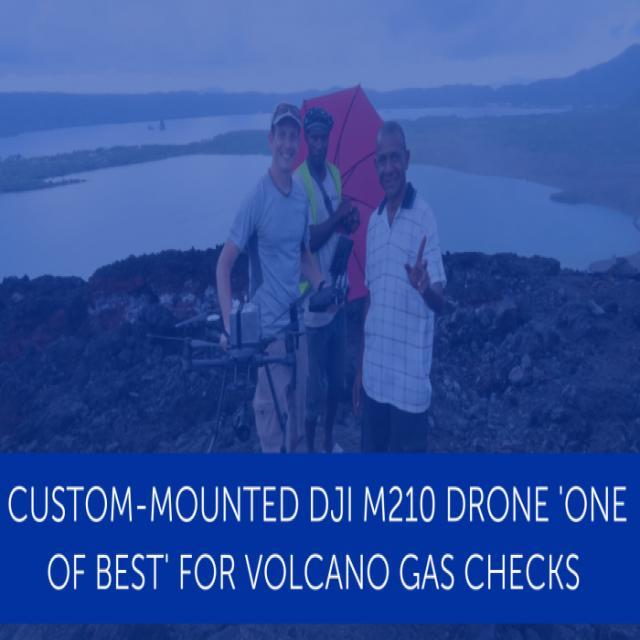 CUSTOM-MOUNTED DJI M210 DRONE 'ONE
OF BEST' FOR VOLCANO GAS CHECKS